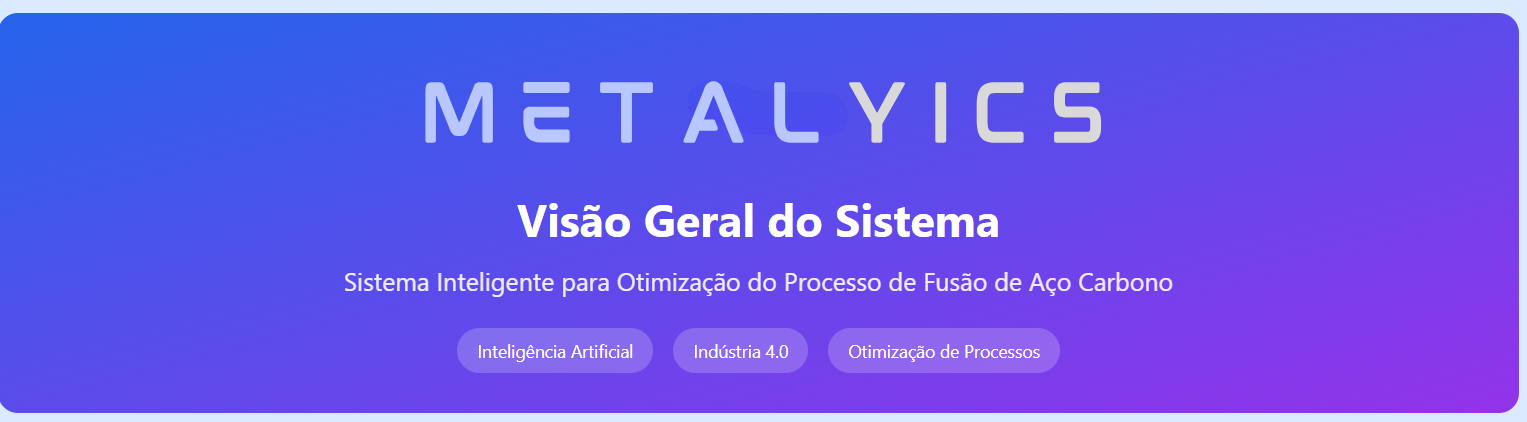 METALYICS
Visão Geral do Sistema
Sistema Inteligente para Otimização do Processo de Fusão de Aço Carbono
Inteligência Artificial
Indústria 4.0
Otimização de Processos